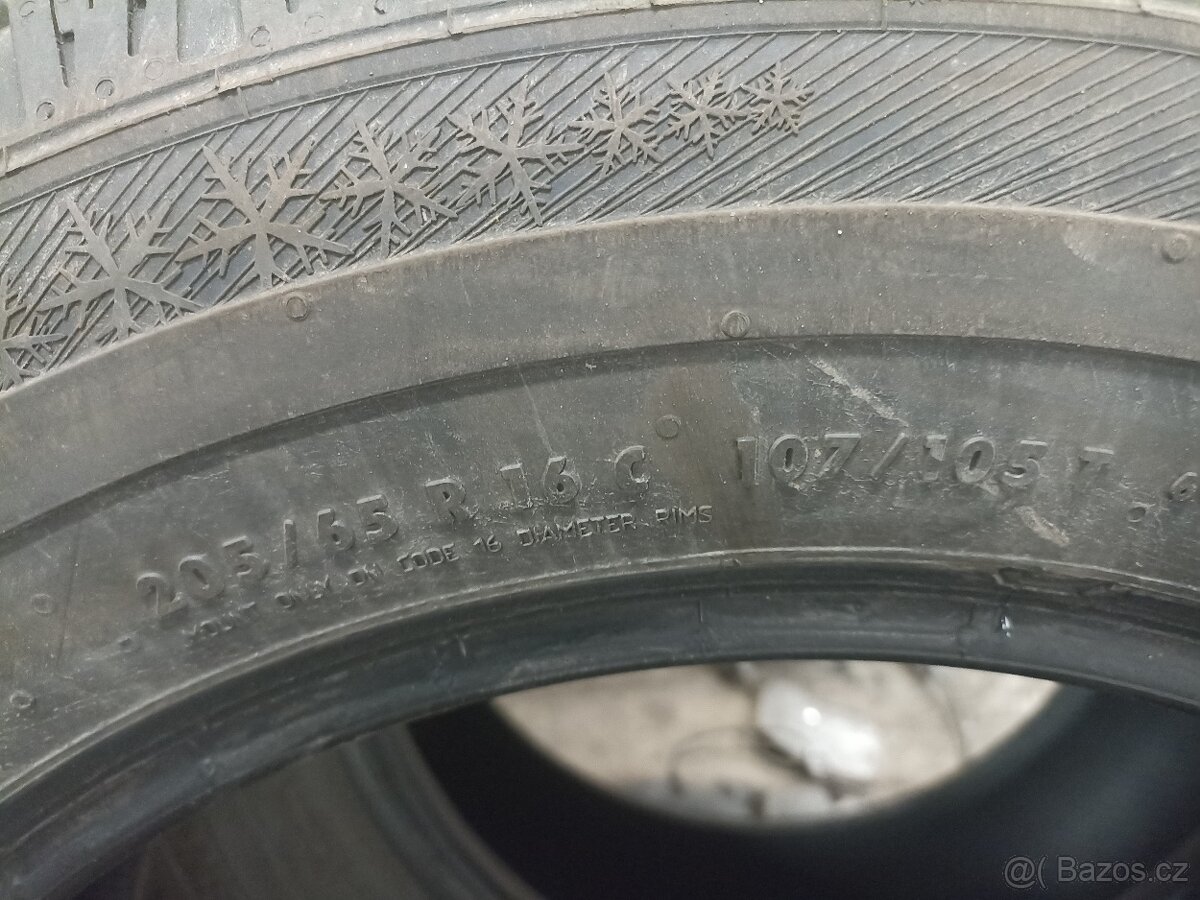 205/65 R 16 C 107/105 T
MOUNT ONLY ON CODE 16 DIAMETER RIMS
@( Bazos.cz